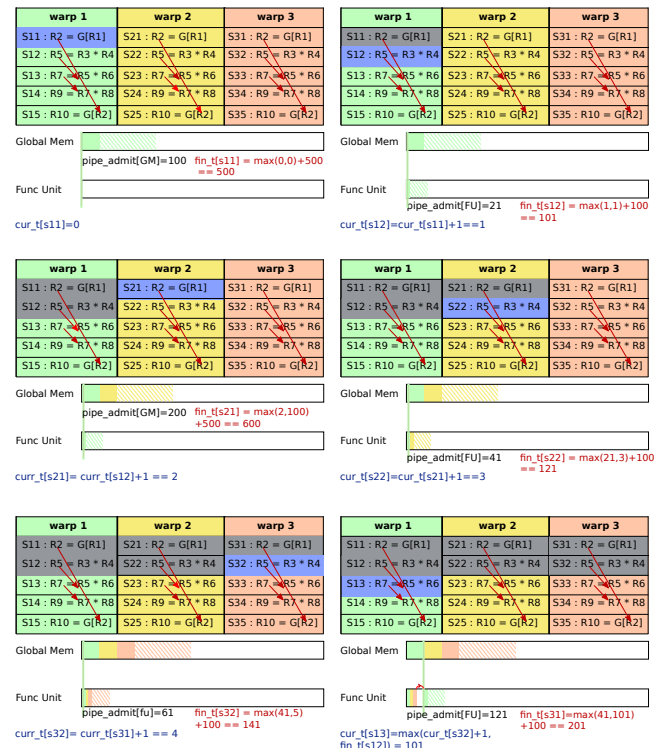 warp 1 warp 2 warp 3
S11 : R2 = G[R1] S21 : R2 = G[R1] S31 : R2 = G[R1]
S12 : R5 = R3 * R4 S22 : R5 = R3 * R4 S32 : R5 = R3 * R4
S13 : R7 = R5 * R6 S23 : R7 = R5 * R6 S33 : R7 = R5 * R6
S14 : R9 = R7 * R8 S24 : R9 = R7 * R8 S34 : R9 = R7 * R8
S15 : R10 = G[R2] S25 : R10 = G[R2] S35 : R10 = G[R2]
Global Mem
pipe_admit[GM]=100 fin_t[s11] = max(0,0)+500
== 500
Func Unit
cur_t[s11]=0
warp 1 warp 2 warp 3
S11 : R2 = G[R1] S21 : R2 = G[R1] S31 : R2 = G[R1]
S12 : R5 = R3 * R4 S22 : R5 = R3 * R4 S32 : R5 = R3 * R4
S13 : R7 = R5 * R6 S23 : R7 = R5 * R6 S33 : R7 = R5 * R6
S14 : R9 = R7 * R8 S24 : R9 = R7 * R8 S34 : R9 = R7 * R8
S15 : R10 = G[R2] S25 : R10 = G[R2] S35 : R10 = G[R2]
Global Mem
Func Unit
pipe_admit[FU]=21 fin_t[s12] = max(1,1)+100
== 101
cur_t[s12]=cur_t[s11]+1==1
warp 1 warp 2 warp 3
S11 : R2 = G[R1] S21 : R2 = G[R1] S31 : R2 = G[R1]
S12 : R5 = R3 * R4 S22 : R5 = R3 * R4 S32 : R5 = R3 * R4
S13 : R7 = R5 * R6 S23 : R7 = R5 * R6 S33 : R7 = R5 * R6
S14 : R9 = R7 * R8 S24 : R9 = R7 * R8 S34 : R9 = R7 * R8
S15 : R10 = G[R2] S25 : R10 = G[R2] S35 : R10 = G[R2]
Global Mem
pipe_admit[GM]=200 fin_t[s21] = max(2,100)
+500 == 600
Func Unit
curr_t[s21]= curr_t[s12]+1 == 2
warp 1 warp 2 warp 3
S11 : R2 = G[R1] S21 : R2 = G[R1] S31 : R2 = G[R1]
S12 : R5 = R3 * R4 S22 : R5 = R3 * R4 S32 : R5 = R3 * R4
S13 : R7 = R5 * R6 S23 : R7 = R5 * R6 S33 : R7 = R5 * R6
S14 : R9 = R7 * R8 S24 : R9 = R7 * R8 S34 : R9 = R7 * R8
S15 : R10 = G[R2] S25 : R10 = G[R2] S35 : R10 = G[R2]
Global Mem
Func Unit
pipe_admit[FU]=41 fin_t[s22] = max(21,3)+100
== 121
cur_t[s22]=cur_t[s21]+1==3
warp 1 warp 2 warp 3
S11 : R2 = G[R1] S21 : R2 = G[R1] S31 : R2 = G[R1]
S12 : R5 = R3 * R4 S22 : R5 = R3 * R4 S32 : R5 = R3 * R4
S13 : R7 = R5 * R6 S23 : R7 = R5 * R6 S33 : R7 = R5 * R6
S14 : R9 = R7 * R8 S24 : R9 = R7 * R8 S34 : R9 = R7 * R8
S15 : R10 = G[R2] S25 : R10 = G[R2] S35 : R10 = G[R2]
Global Mem
Func Unit
pipe_admit[fu]=61 fin_t[s32] = max(41,5)
+100 == 141
curr_t[s32]= curr_t[s31]+1 == 4
warp 1 warp 2 warp 3
S11 : R2 = G[R1] S21 : R2 = G[R1] S31 : R2 = G[R1]
S12 : R5 = R3 * R4 S22 : R5 = R3 * R4 S32 : R5 = R3 * R4
S13 : R7 = R5 * R6 S23 : R7 = R5 * R6 S33 : R7 = R5 * R6
S14 : R9 = R7 * R8 S24 : R9 = R7 * R8 S34 : R9 = R7 * R8
S15 : R10 = G[R2] S25 : R10 = G[R2] S35 : R10 = G[R2]
Global Mem
Func Unit
pipe_admit[FU]=121 fin_t[s31]=max(41,101)
+100 == 201
cur_t[s13]=max(cur_t[s32]+1,
fin_t[s12]) = 101